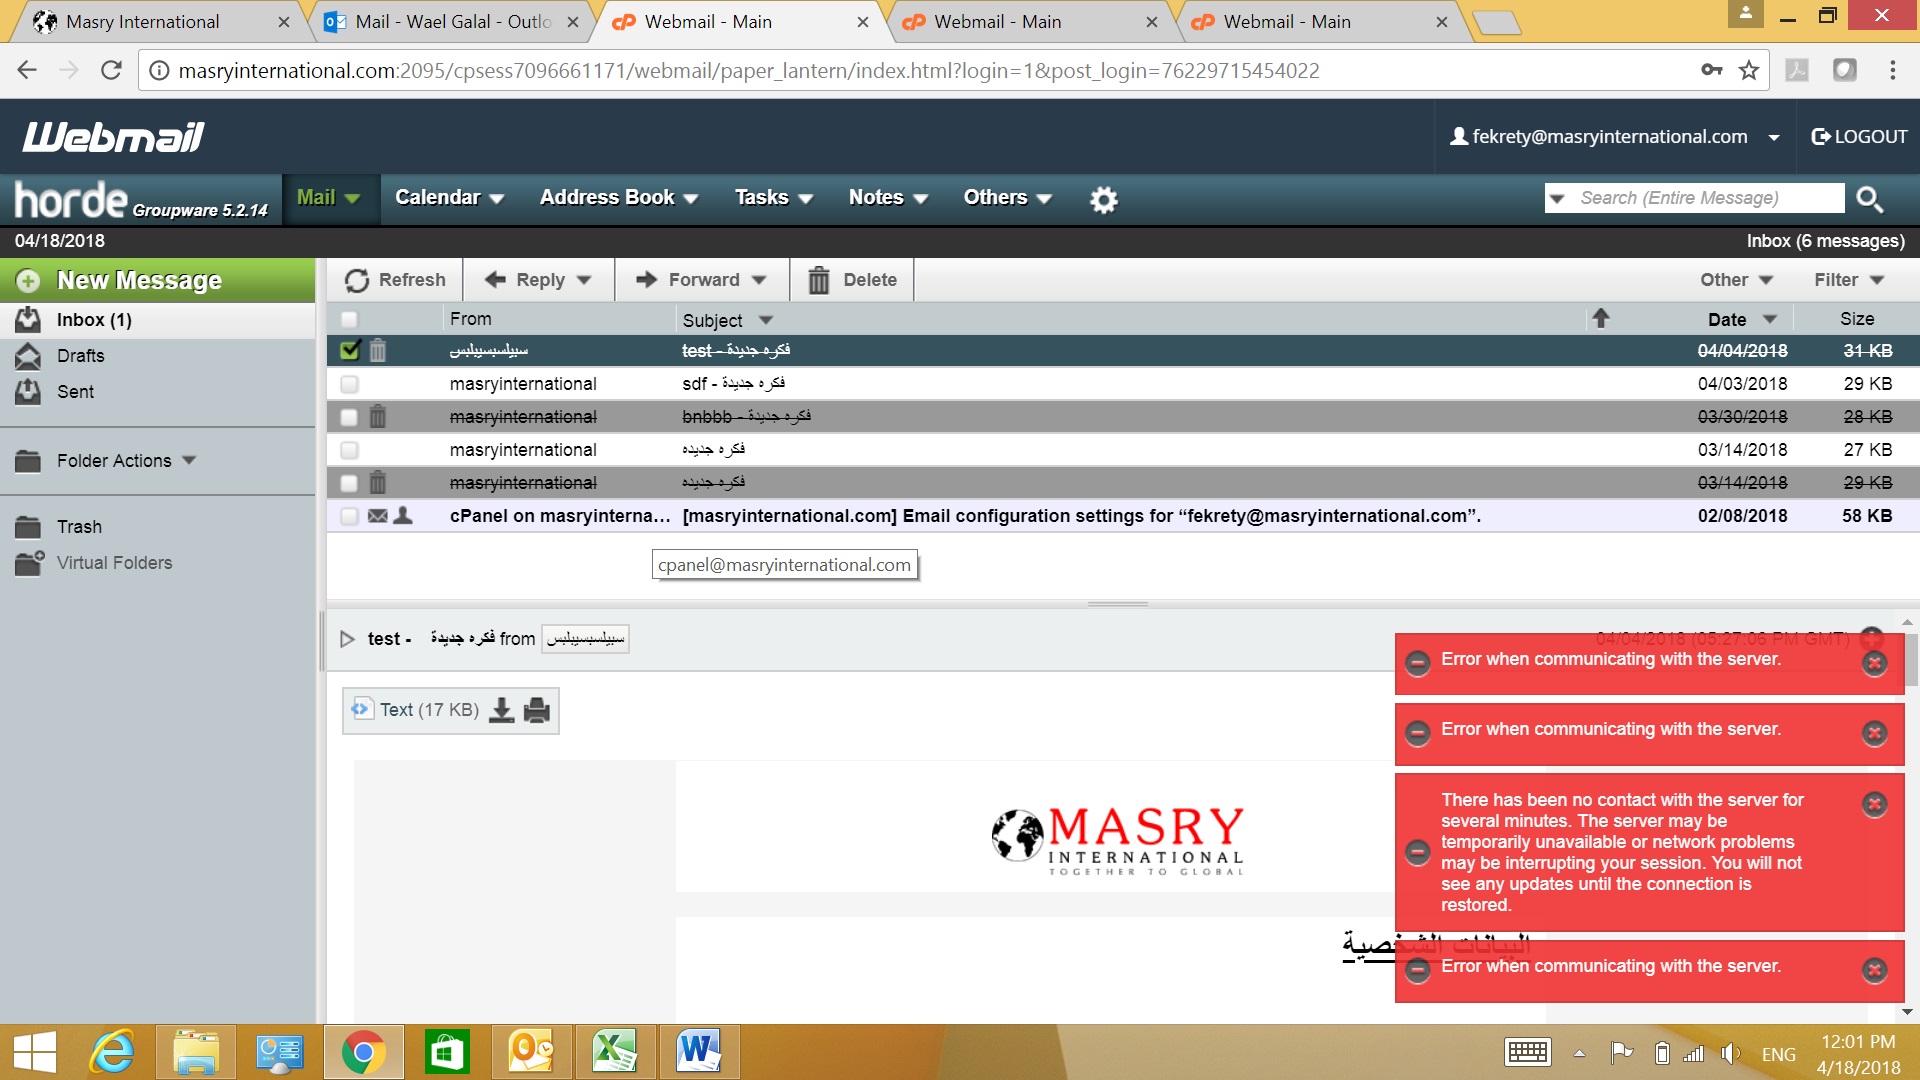 Masry International
Mail - Wael Galal - Outlo
Webmail - Main
Webmail - Main
Webmail - Main
masryinternational.com:2095/cpsess7096661171/webmail/paper_lantern/index.html?login=1&post_login=76229715454022
Webmail
fekrety@masryinternational.com
LOGOUT
horde Groupware 5.2.14
Mail
Calendar
Address Book
Tasks
Notes
Others
Search (Entire Message)
04/18/2018
Inbox (6 messages)
New Message
Inbox (1)
Drafts
Sent
Folder Actions
Trash
Virtual Folders
Refresh
Reply
Forward
Delete
Other
Filter
From Subject Date Size
سبيلسبسيبلبس test - فكره جديدة 04/04/2018 31 KB
masryinternational sdf - فكره جديدة 04/03/2018 29 KB
masryinternational bnbbb - فكره جديدة 03/30/2018 28 KB
masryinternational فكره جديده 03/14/2018 27 KB
masryinternational فكره جديده 03/14/2018 29 KB
cPanel on masryinterna... [masryinternational.com] Email configuration settings for “fekrety@masryinternational.com”. 02/08/2018 58 KB
cpanel@masryinternational.com
test - فكره جديدة from سبيلسبسيبلبس
04/04/2018 (05:27:06 PM GMT)
Text (17 KB)
MASRY
INTERNATIONAL
TOGETHER TO GLOBAL
البيانات الشخصية
Error when communicating with the server.
Error when communicating with the server.
There has been no contact with the server for
several minutes. The server may be
temporarily unavailable or network problems
may be interrupting your session. You will not
see any updates until the connection is
restored.
Error when communicating with the server.
ENG
12:01 PM
4/18/2018